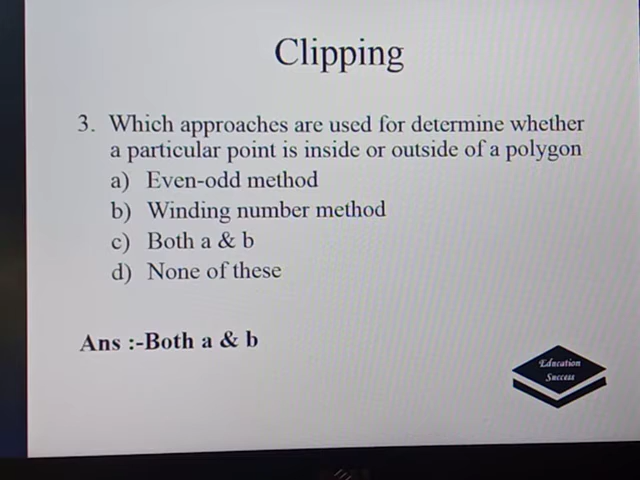 Clipping
3. Which approaches are used for determine whether
a particular point is inside or outside of a polygon
a) Even-odd method
b) Winding number method
c) Both a & b
d) None of these
Ans :-Both a & b
Education
Success